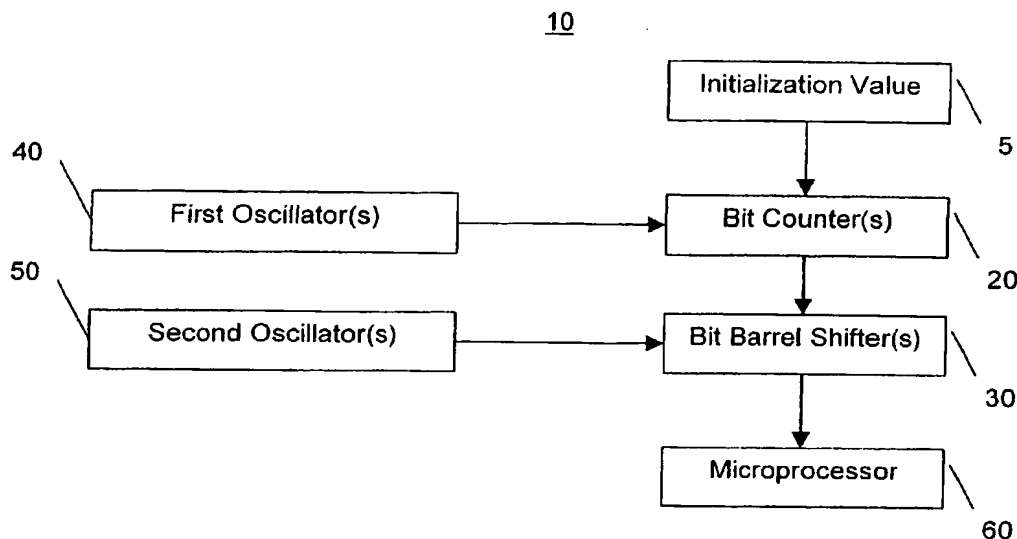 10
Initialization Value
5
40
First Oscillator(s)
Bit Counter(s)
20
50
Second Oscillator(s)
Bit Barrel Shifter(s)
30
Microprocessor
60